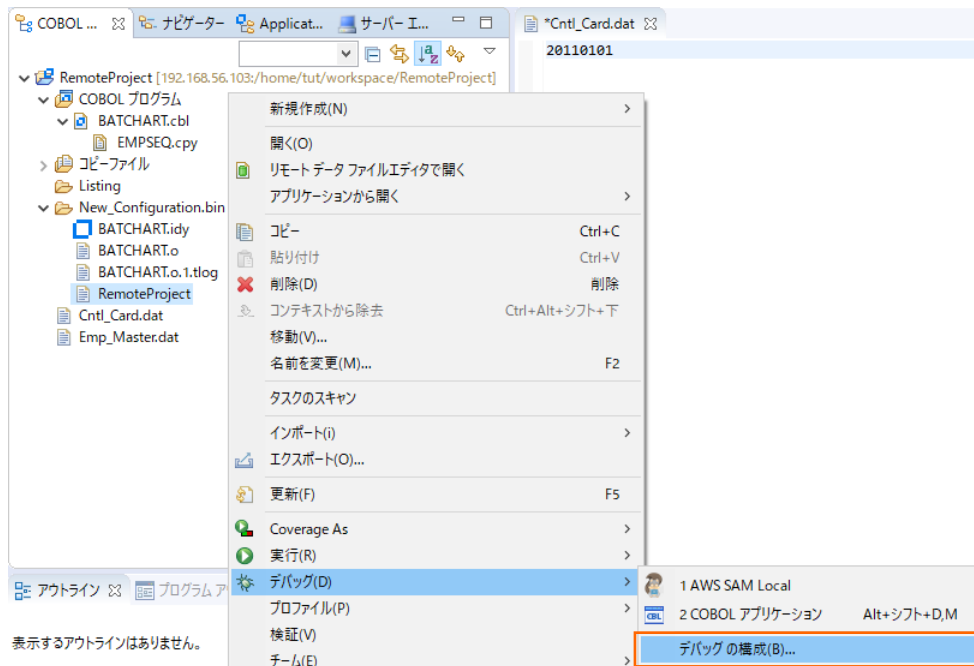 COBOL ...
ナビゲーター
Applicat...
サーバー エ...
*Cntl_Card.dat
20110101
RemoteProject [192.168.56.103:/home/tut/workspace/RemoteProject]
COBOL プログラム
BATCHART.cbl
EMPSEQ.cpy
コピーファイル
Listing
New_Configuration.bin
BATCHART.idy
BATCHART.o
BATCHART.o.1.tlog
RemoteProject
Cntl_Card.dat
Emp_Master.dat
新規作成(N)
開く(O)
リモート データ ファイルエディタで開く
アプリケーションから開く
コピー Ctrl+C
貼り付け Ctrl+V
削除(D) 削除
コンテキストから除去 Ctrl+Alt+シフト+下
移動(V)...
名前を変更(M)... F2
タスクのスキャン
インポート(i)
エクスポート(O)...
更新(F) F5
Coverage As
実行(R)
デバッグ(D)
プロファイル(P)
検証(V)
チーム(E)
1 AWS SAM Local
2 COBOL アプリケーション Alt+シフト+D,M
デバッグ の構成(B)...
アウトライン
プログラム ア
表示するアウトラインはありません。